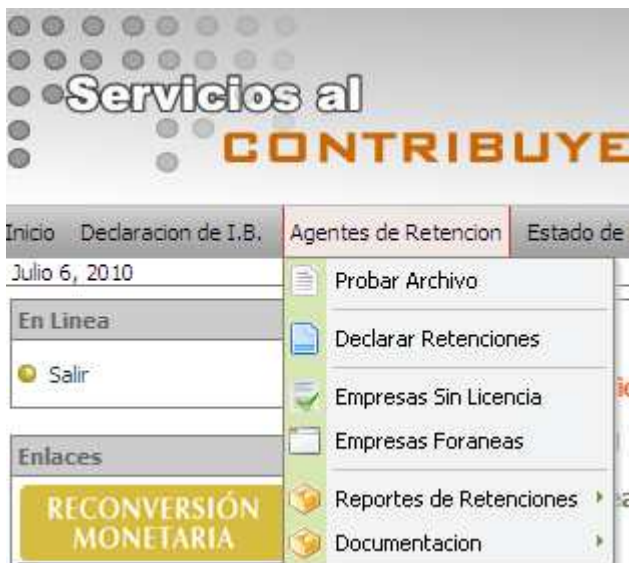 Servicios al
CONTRIBUYE
Inicio Declaracion de I.B. Agentes de Retencion Estado de
Julio 6, 2010
Probar Archivo
En Linea
Declarar Retenciones
Salir
Empresas Sin Licencia
Empresas Foraneas
Enlaces
Reportes de Retenciones
RECONVERSIÓN
MONETARIA
Documentacion